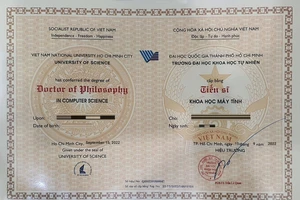 SOCIALIST REPUBLIC OF VIET NAM
Independence - Freedom - Happiness
VIET NAM NATIONAL UNIVERSITY HO CHI MINH CITY
UNIVERSITY OF SCIENCE
has conferred the degree of
Doctor of Philosophy
IN COMPUTER SCIENCE
Upon
Date of birth
Ho Chi Minh City, September 15, 2022
Given under the seal of
UNIVERSITY OF SCIENCE
CỘNG HÒA XÃ HỘI CHỦ NGHĨA VIỆT NAM
Độc lập - Tự do - Hạnh phúc
ĐẠI HỌC QUỐC GIA THÀNH PHỐ HỒ CHÍ MINH
TRƯỜNG ĐẠI HỌC KHOA HỌC TỰ NHIÊN
cấp bằng
Tiến sĩ
KHOA HỌC MÁY TÍNH
Cho
VIETNAM
TP. Hồ Chí Minh, ngày tháng 9 năm 2022
HIỆU TRƯỞNG